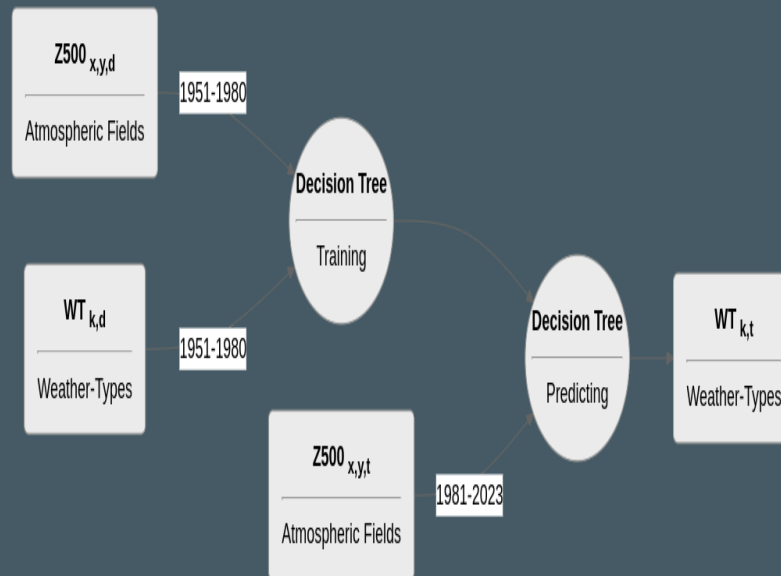 Z500 x,y,d
Atmospheric Fields
1951-1980
Decision Tree
Training
WT k,d
Weather-Types
1951-1980
Decision Tree
Predicting
WT k,t
Weather-Types
Z500 x,y,t
Atmospheric Fields
1981-2023